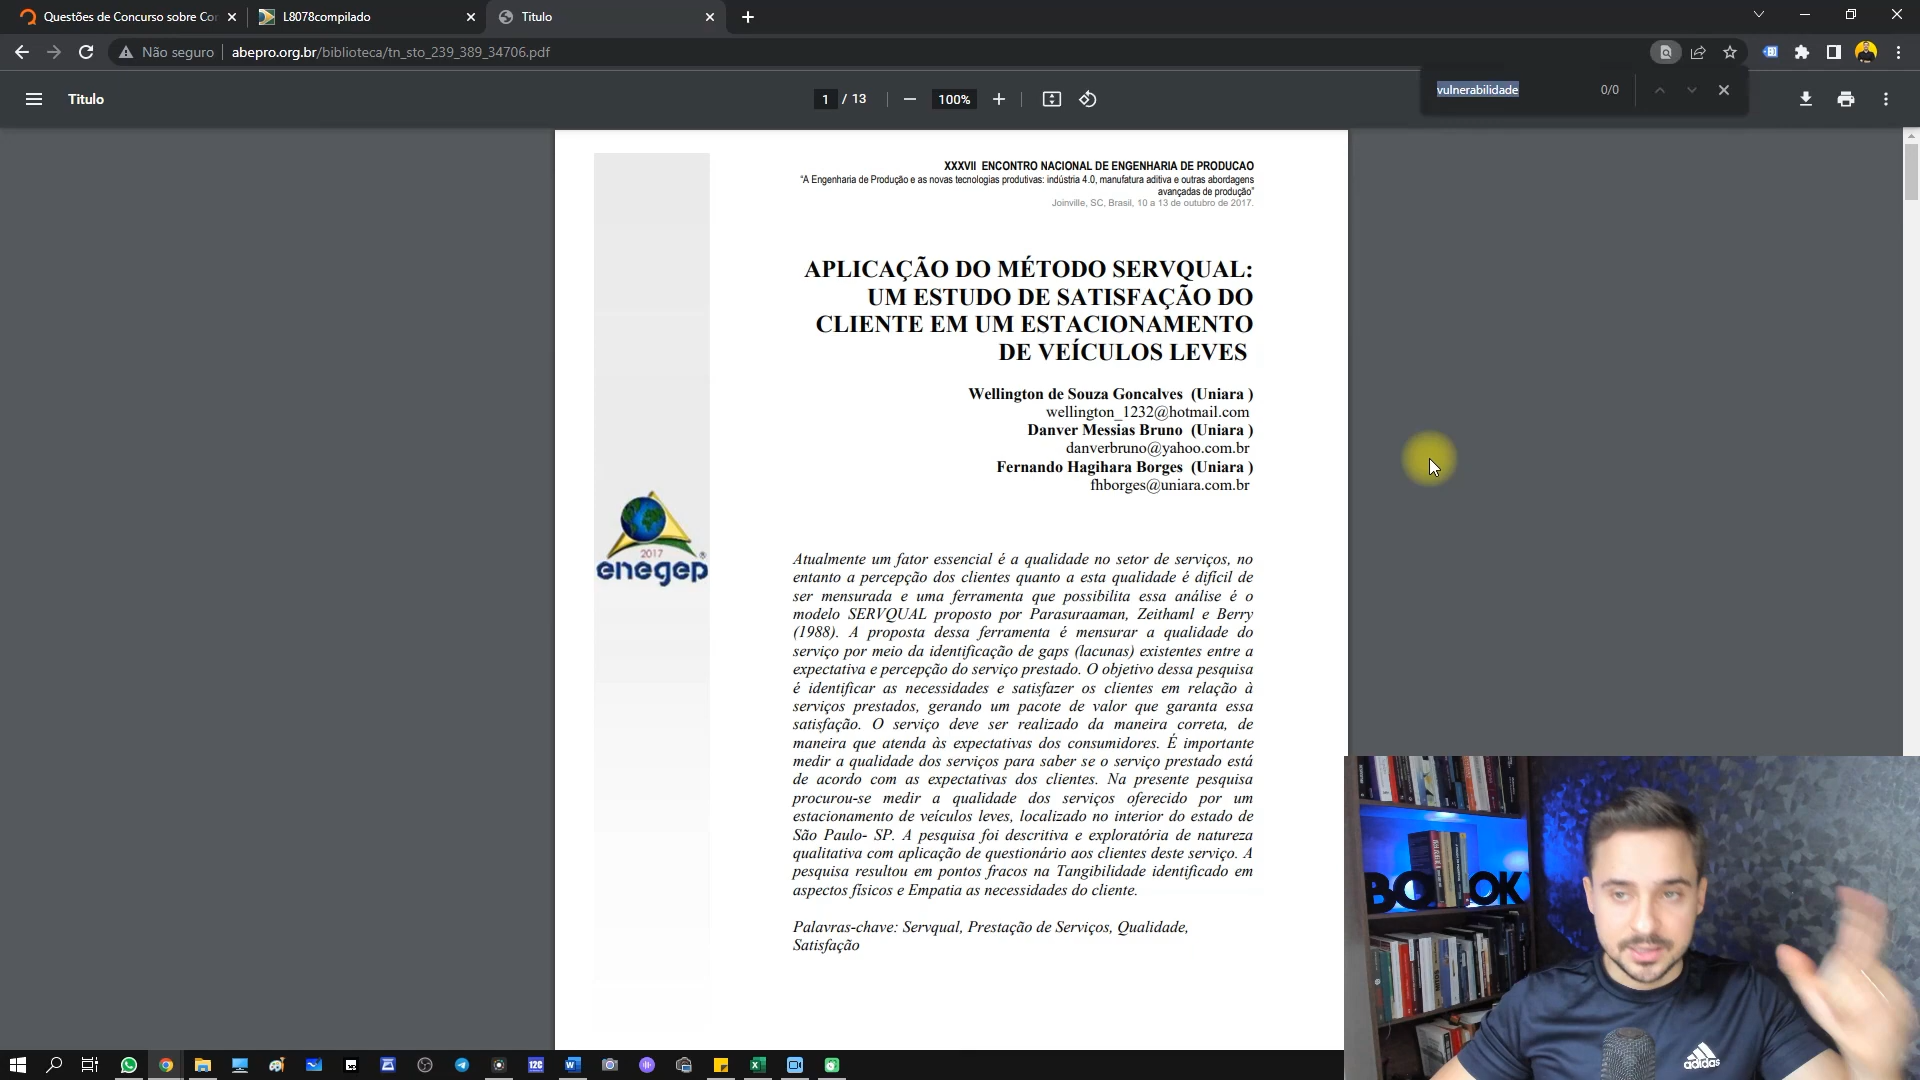 Questões de Concurso sobre Cor
L8078compilado
Titulo
Não seguro
abepro.org.br/biblioteca/tn_sto_239_389_34706.pdf
Titulo
1 / 13
100%
vulnerabilidade
0/0
XXXVII ENCONTRO NACIONAL DE ENGENHARIA DE PRODUCAO
"A Engenharia de Produção e as novas tecnologias produtivas: indústria 4.0, manufatura aditiva e outras abordagens
avançadas de produção"
Joinville, SC, Brasil, 10 a 13 de outubro de 2017.
APLICAÇÃO DO MÉTODO SERVQUAL:
UM ESTUDO DE SATISFAÇÃO DO
CLIENTE EM UM ESTACIONAMENTO
DE VEÍCULOS LEVES
Wellington de Souza Goncalves (Uniara )
wellington_1232@hotmail.com
Danver Messias Bruno (Uniara )
danverbruno@yahoo.com.br
Fernando Hagihara Borges (Uniara )
fhborges@uniara.com.br
2017
enegep
Atualmente um fator essencial é a qualidade no setor de serviços, no
entanto a percepção dos clientes quanto a esta qualidade é difícil de
ser mensurada e uma ferramenta que possibilita essa análise é o
modelo SERVQUAL proposto por Parasuraaman, Zeithaml e Berry
(1988). A proposta dessa ferramenta é mensurar a qualidade do
serviço por meio da identificação de gaps (lacunas) existentes entre a
expectativa e percepção do serviço prestado. O objetivo dessa pesquisa
é identificar as necessidades e satisfazer os clientes em relação à
serviços prestados, gerando um pacote de valor que garanta essa
satisfação. O serviço deve ser realizado da maneira correta, de
maneira que atenda às expectativas dos consumidores. É importante
medir a qualidade dos serviços para saber se o serviço prestado está
de acordo com as expectativas dos clientes. Na presente pesquisa
procurou-se medir a qualidade dos serviços oferecido por um
estacionamento de veículos leves, localizado no interior do estado de
São Paulo- SP. A pesquisa foi descritiva e exploratória de natureza
qualitativa com aplicação de questionário aos clientes deste serviço. A
pesquisa resultou em pontos fracos na Tangibilidade identificado em
aspectos físicos e Empatia as necessidades do cliente.
Palavras-chave: Servqual, Prestação de Serviços, Qualidade,
Satisfação
BOOK
adidas
12C